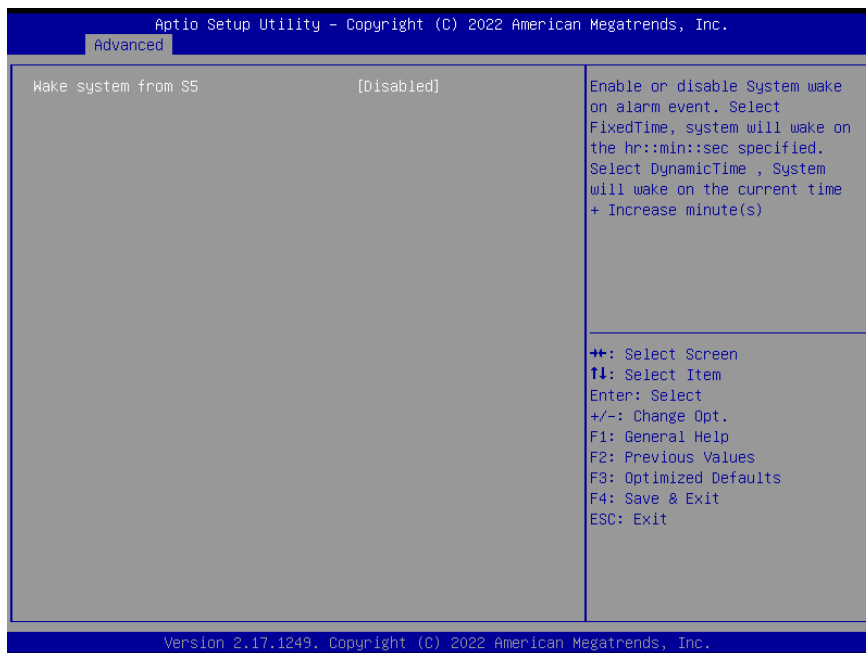 Aptio Setup Utility – Copyright (C) 2022 American Megatrends, Inc.
Advanced
Wake system from S5 [Disabled]
Enable or disable System wake
on alarm event. Select
FixedTime, system will wake on
the hr::min::sec specified.
Select DynamicTime , System
will wake on the current time
+ Increase minute(s)
→←: Select Screen
↑↓: Select Item
Enter: Select
+/-: Change Opt.
F1: General Help
F2: Previous Values
F3: Optimized Defaults
F4: Save & Exit
ESC: Exit
Version 2.17.1249. Copyright (C) 2022 American Megatrends, Inc.